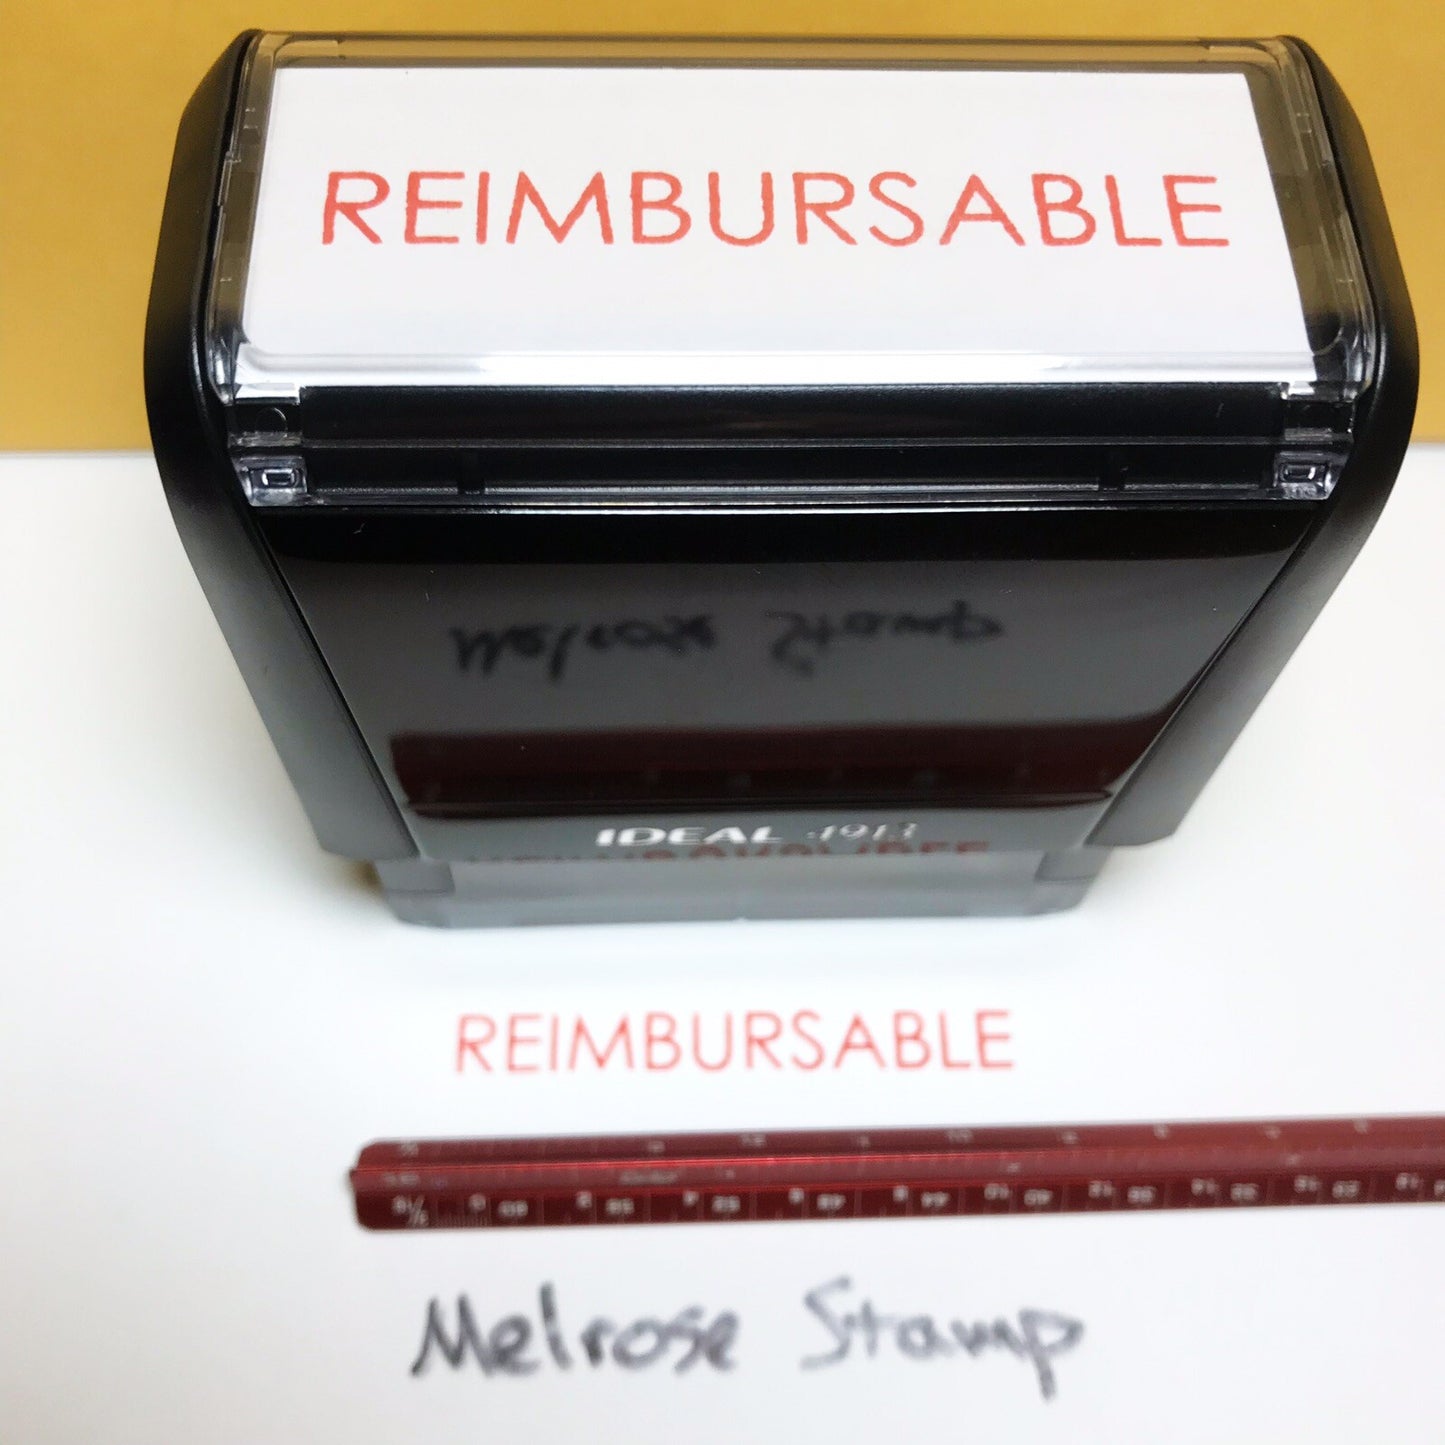 REIMBURSABLE
IDEAL 4913
REIMBURSABLE
Melrose Stamp